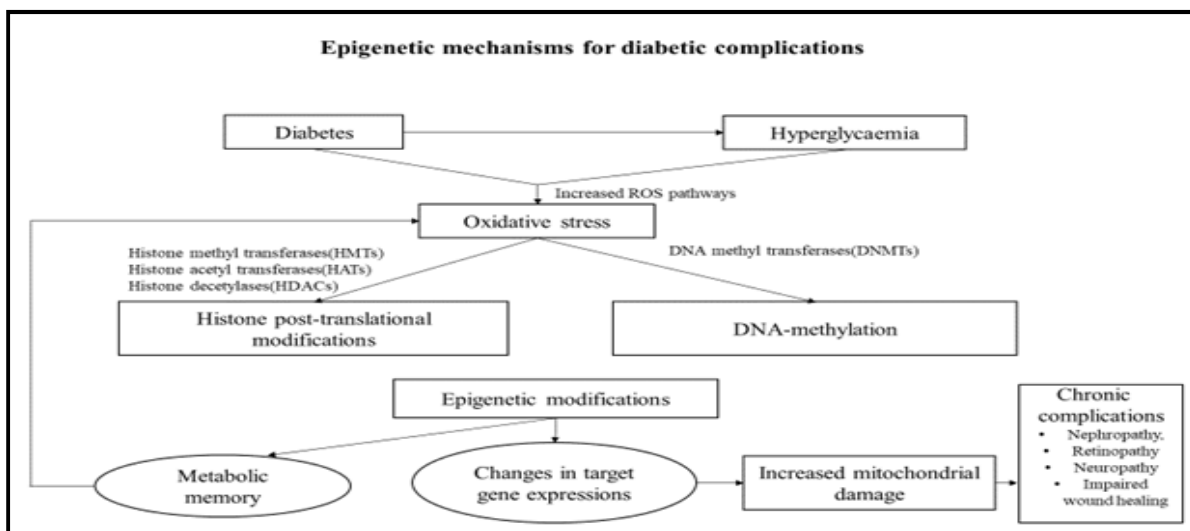 Epigenetic mechanisms for diabetic complications
Diabetes
Hyperglycaemia
Increased ROS pathways
Oxidative stress
Histone methyl transferases(HMTs)
Histone acetyl transferases(HATs)
Histone decetylases(HDACs)
DNA methyl transferases(DNMTs)
Histone post-translational
modifications
DNA-methylation
Epigenetic modifications
Metabolic
memory
Changes in target
gene expressions
Increased mitochondrial
damage
Chronic
complications
• Nephropathy,
• Retinopathy
• Neuropathy
• Impaired
wound healing